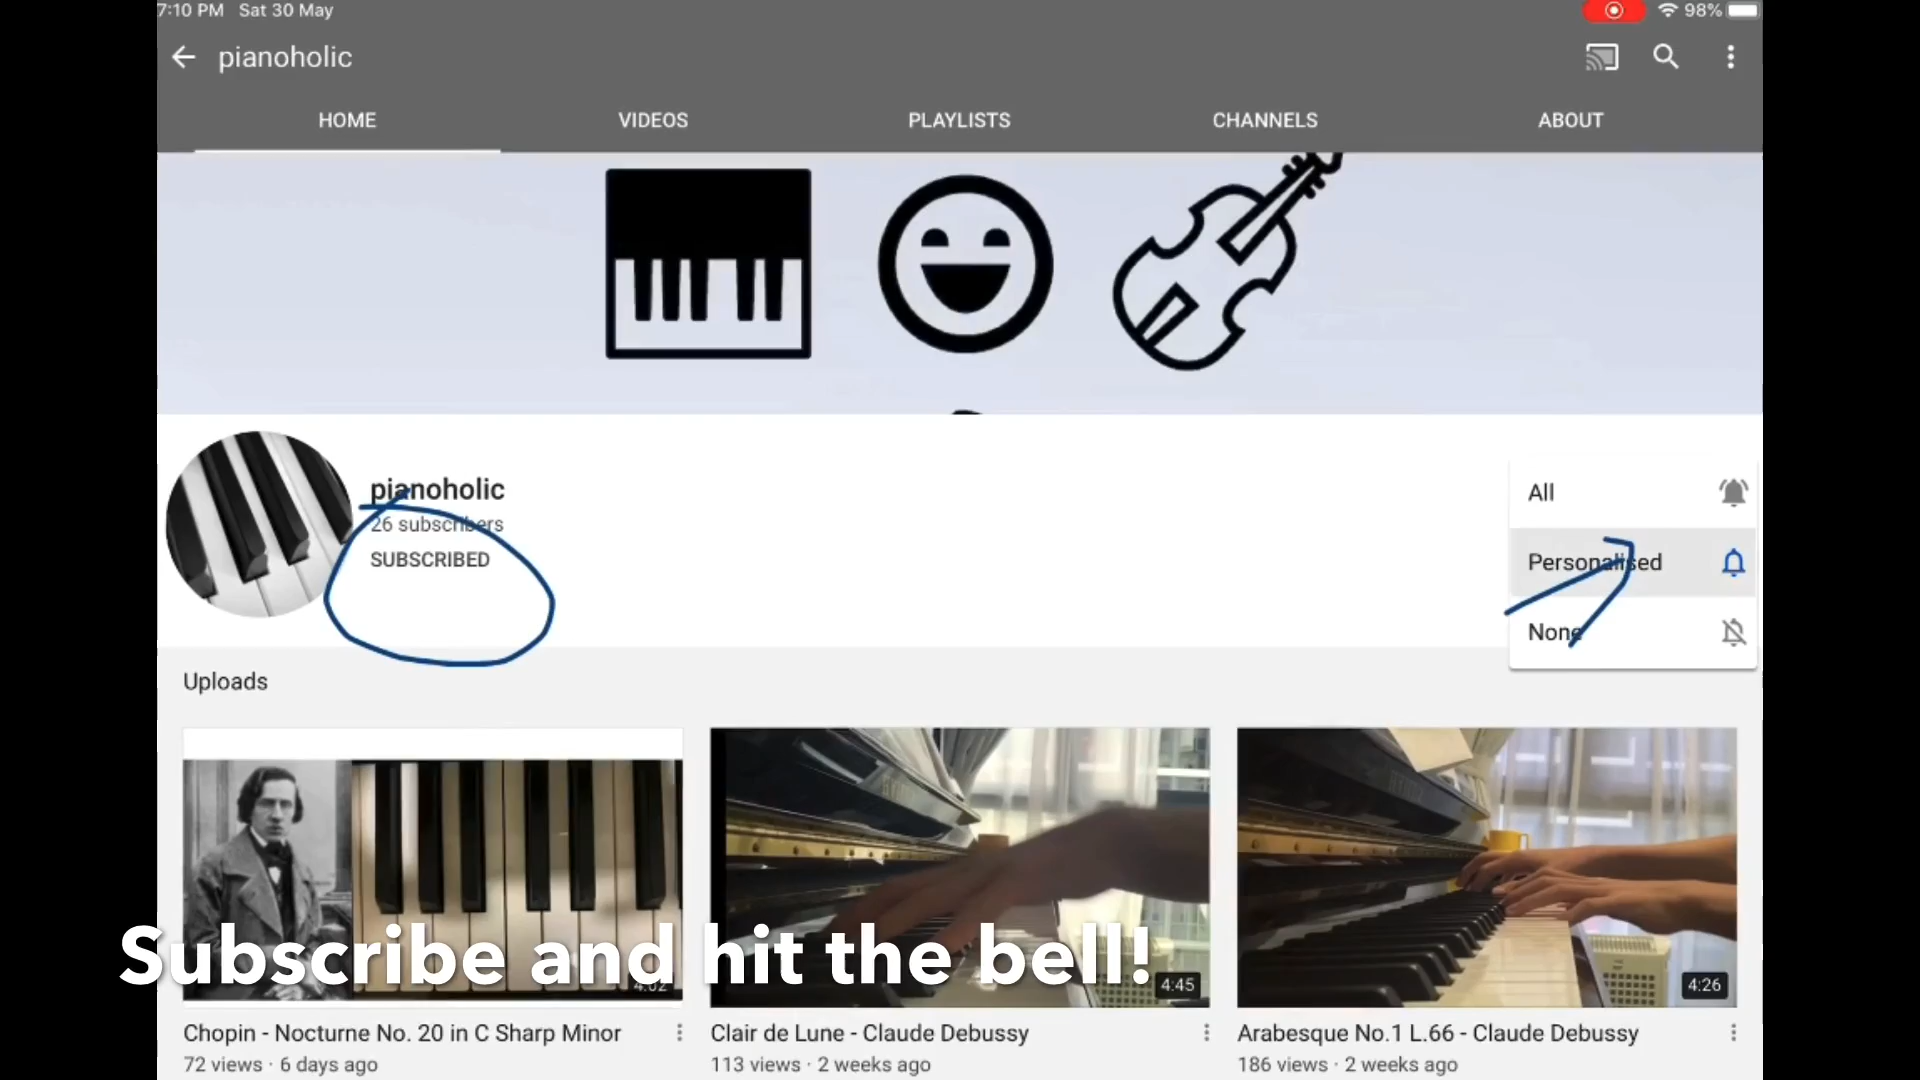 7:10 PM Sat 30 May
98%
pianoholic
HOME VIDEOS PLAYLISTS CHANNELS ABOUT
pianoholic
26 subscribers
SUBSCRIBED
All
Personalised
None
Uploads
Subscribe and hit the bell!
4:02
4:45
4:26
Chopin - Nocturne No. 20 in C Sharp Minor
72 views · 6 days ago
Clair de Lune - Claude Debussy
113 views · 2 weeks ago
Arabesque No.1 L.66 - Claude Debussy
186 views · 2 weeks ago